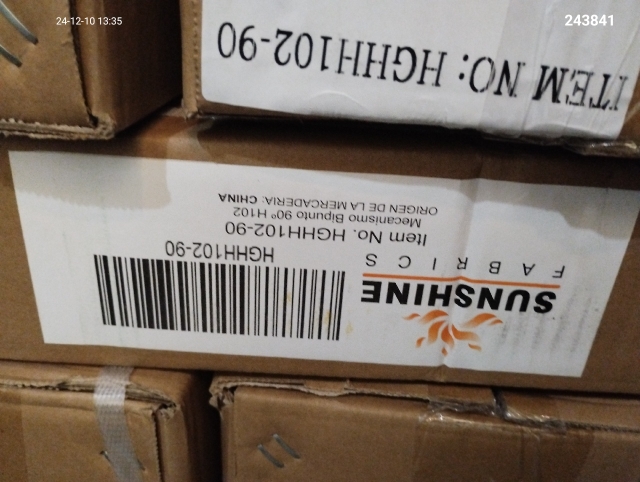 24-12-10 13:35
243841
ITEM NO: HGHH102-90
SUNSHINE
FABRICS
HGHH102-90
Item No. HGHH102-90
Mecanismo Bipunto 90º H102
ORIGEN DE LA MERCADERIA: CHINA